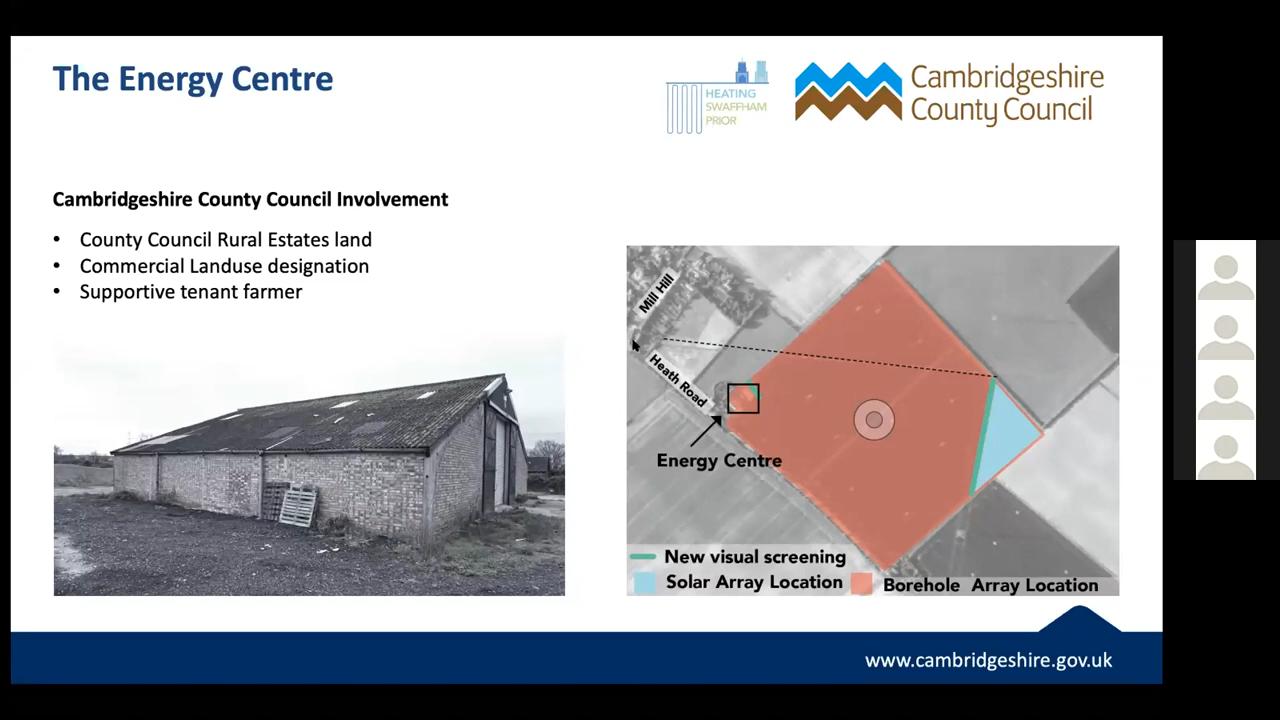 The Energy Centre
HEATING
SWAFFHAM
PRIOR
Cambridgeshire
County Council
Cambridgeshire County Council Involvement
• County Council Rural Estates land
• Commercial Landuse designation
• Supportive tenant farmer
Mill Hill
Heath Road
Energy Centre
New visual screening
Solar Array Location
Borehole Array Location
www.cambridgeshire.gov.uk